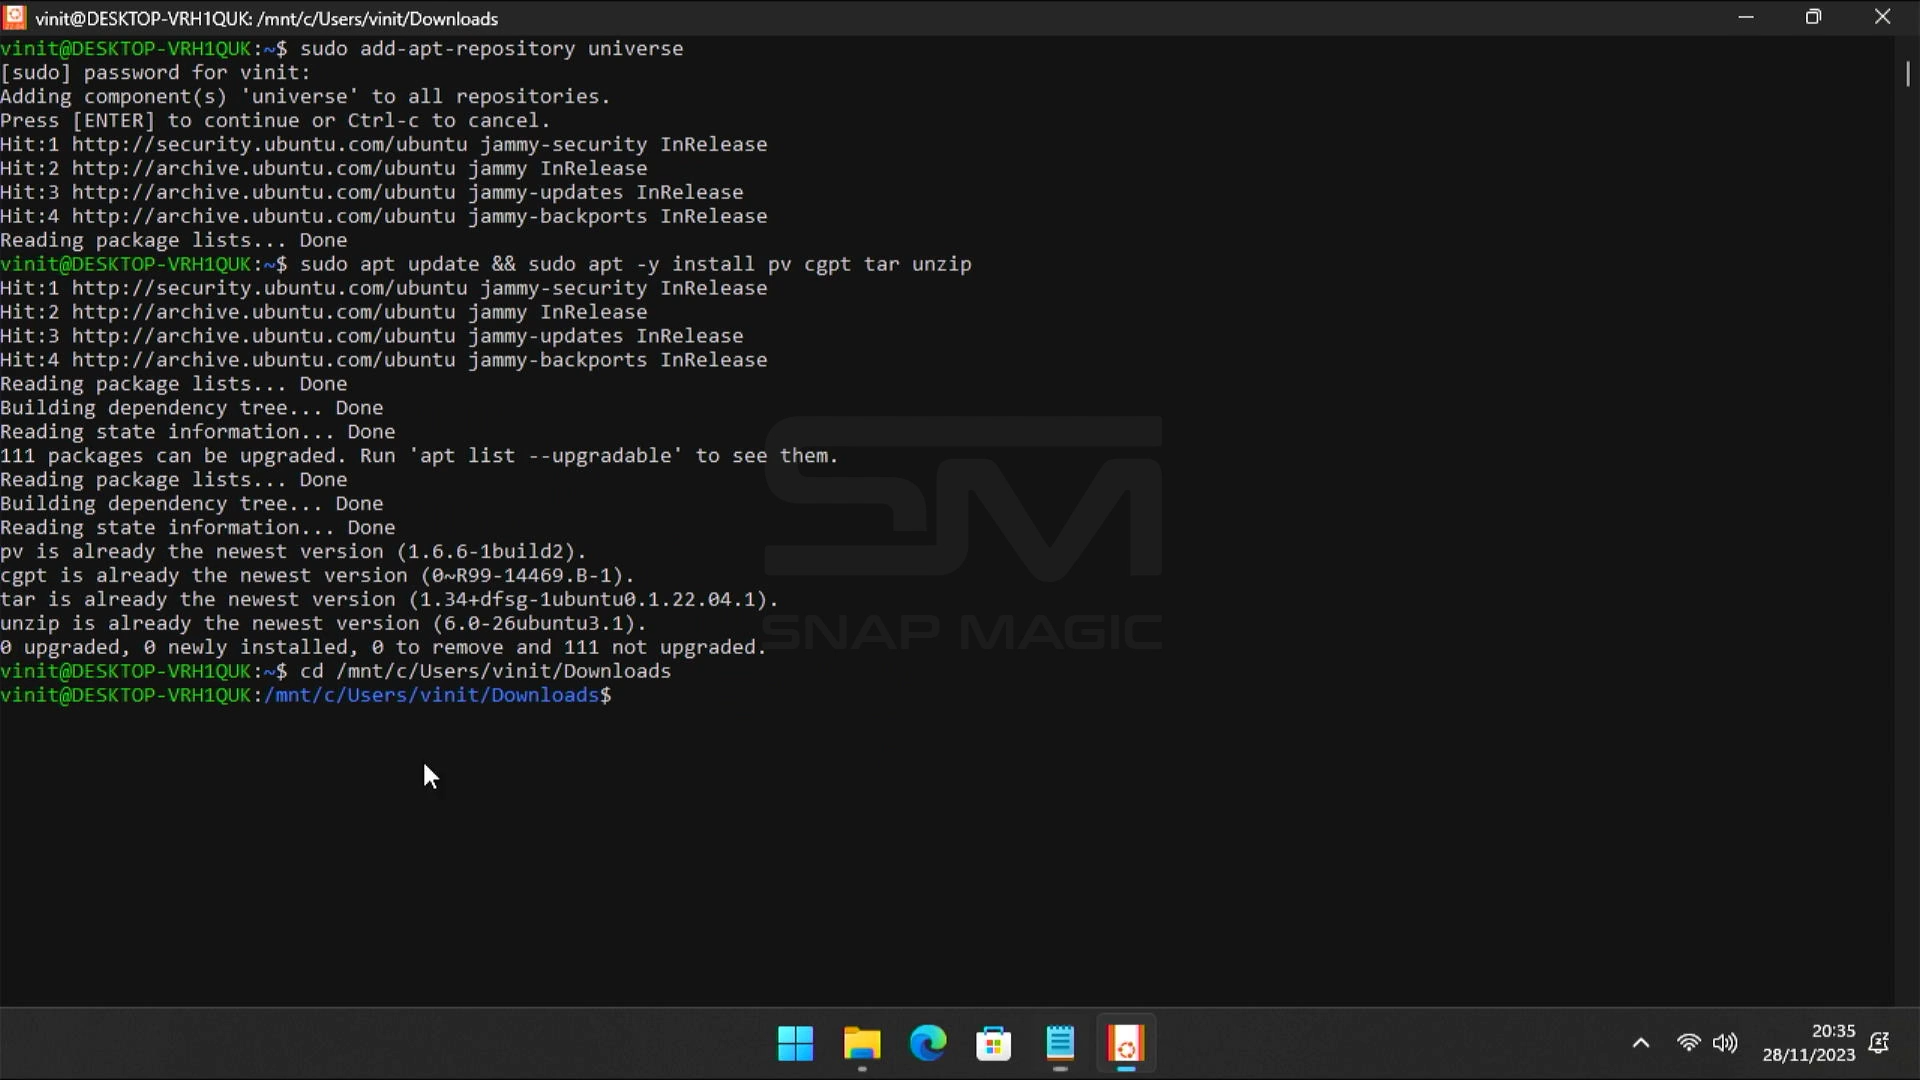 vinit@DESKTOP-VRH1QUK: /mnt/c/Users/vinit/Downloads
vinit@DESKTOP-VRH1QUK:~$ sudo add-apt-repository universe
[sudo] password for vinit:
Adding component(s) 'universe' to all repositories.
Press [ENTER] to continue or Ctrl-c to cancel.
Hit:1 http://security.ubuntu.com/ubuntu jammy-security InRelease
Hit:2 http://archive.ubuntu.com/ubuntu jammy InRelease
Hit:3 http://archive.ubuntu.com/ubuntu jammy-updates InRelease
Hit:4 http://archive.ubuntu.com/ubuntu jammy-backports InRelease
Reading package lists... Done
vinit@DESKTOP-VRH1QUK:~$ sudo apt update && sudo apt -y install pv cgpt tar unzip
Hit:1 http://security.ubuntu.com/ubuntu jammy-security InRelease
Hit:2 http://archive.ubuntu.com/ubuntu jammy InRelease
Hit:3 http://archive.ubuntu.com/ubuntu jammy-updates InRelease
Hit:4 http://archive.ubuntu.com/ubuntu jammy-backports InRelease
Reading package lists... Done
Building dependency tree... Done
Reading state information... Done
111 packages can be upgraded. Run 'apt list --upgradable' to see them.
Reading package lists... Done
Building dependency tree... Done
Reading state information... Done
pv is already the newest version (1.6.6-1build2).
cgpt is already the newest version (0~R99-14469.B-1).
tar is already the newest version (1.34+dfsg-1ubuntu0.1.22.04.1).
unzip is already the newest version (6.0-26ubuntu3.1).
0 upgraded, 0 newly installed, 0 to remove and 111 not upgraded.
vinit@DESKTOP-VRH1QUK:~$ cd /mnt/c/Users/vinit/Downloads
vinit@DESKTOP-VRH1QUK:/mnt/c/Users/vinit/Downloads$
SM
SNAP MAGIC
20:35
28/11/2023